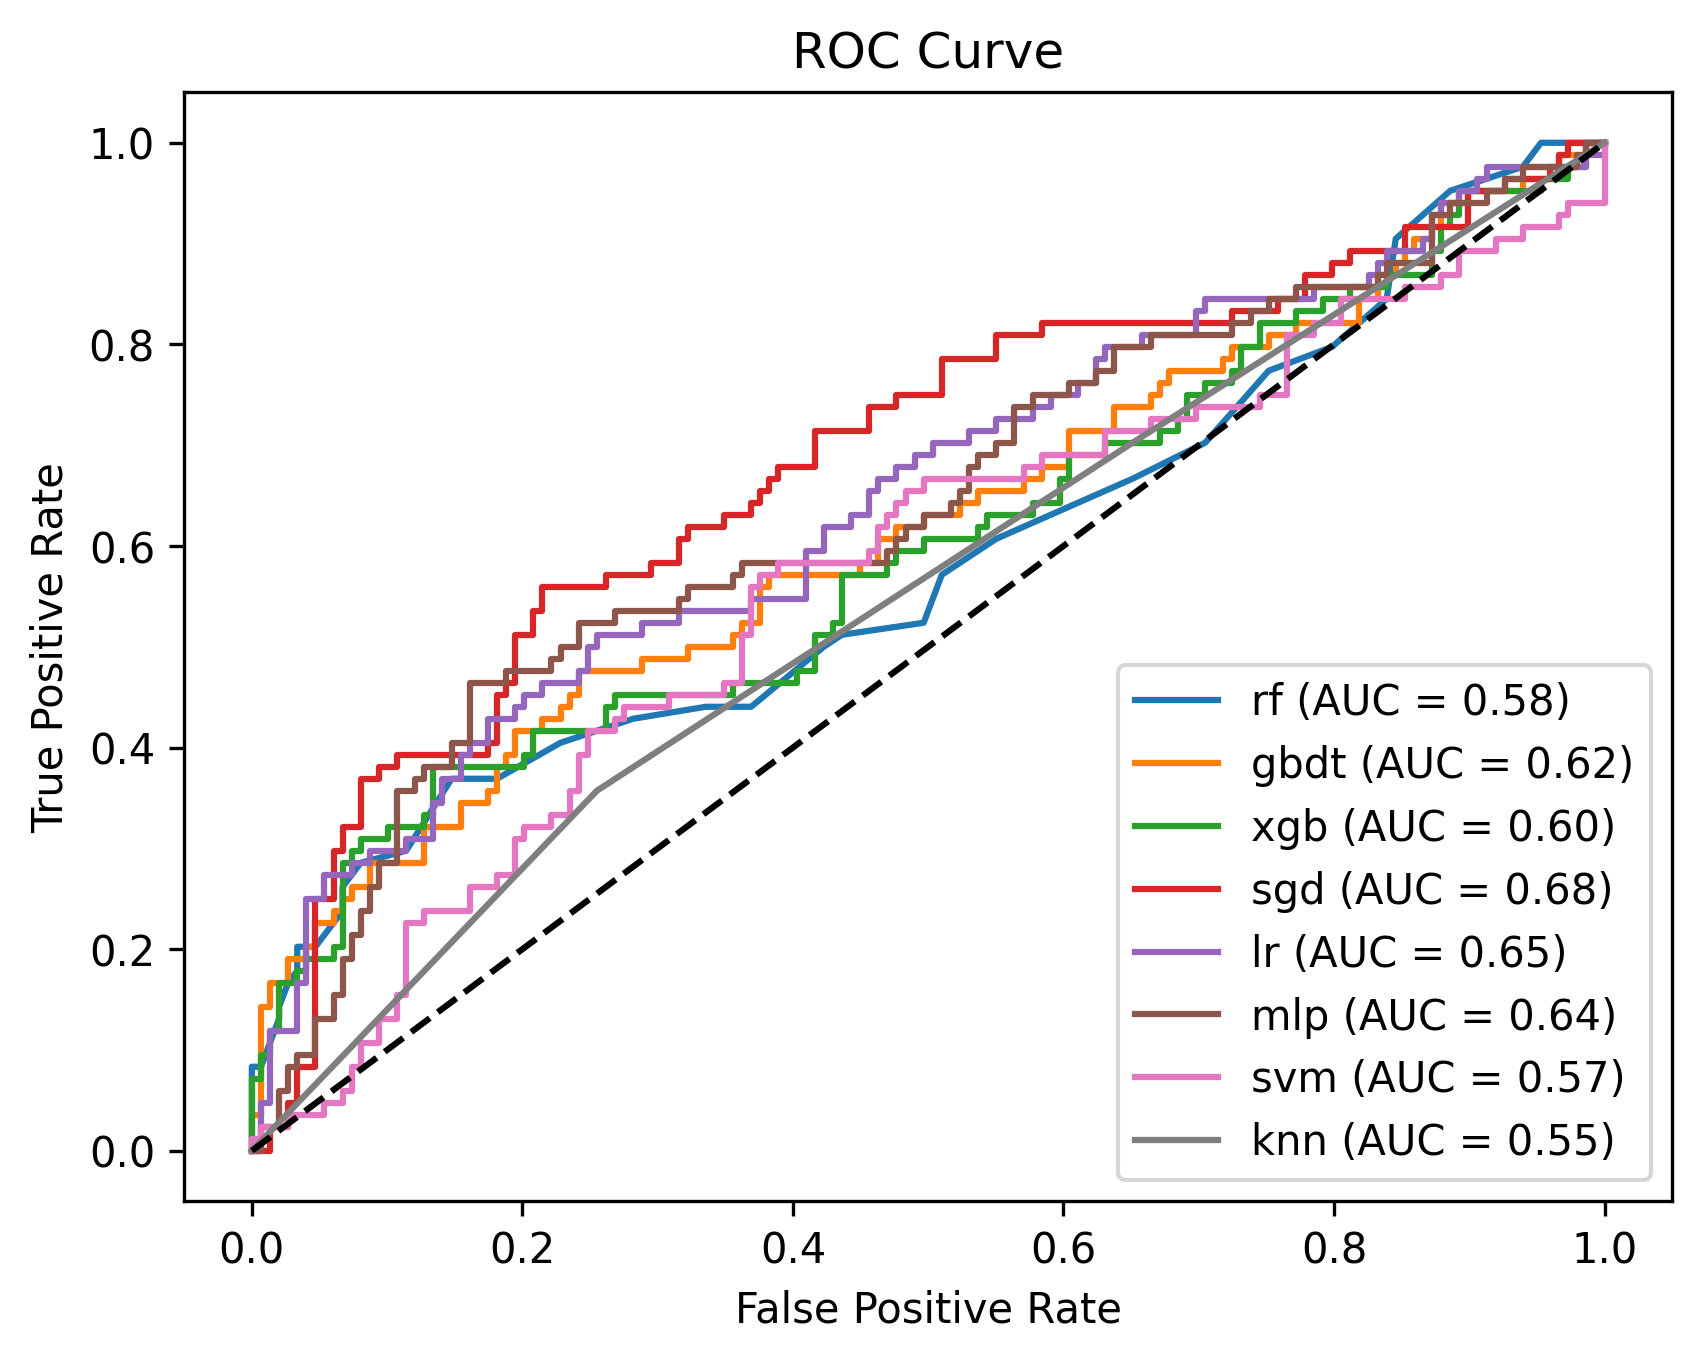 ROC Curve
True Positive Rate
1.0
0.8
0.6
0.4
0.2
0.0
rf (AUC = 0.58)
gbdt (AUC = 0.62)
xgb (AUC = 0.60)
sgd (AUC = 0.68)
lr (AUC = 0.65)
mlp (AUC = 0.64)
svm (AUC = 0.57)
knn (AUC = 0.55)
0.0 0.2 0.4 0.6 0.8 1.0
False Positive Rate